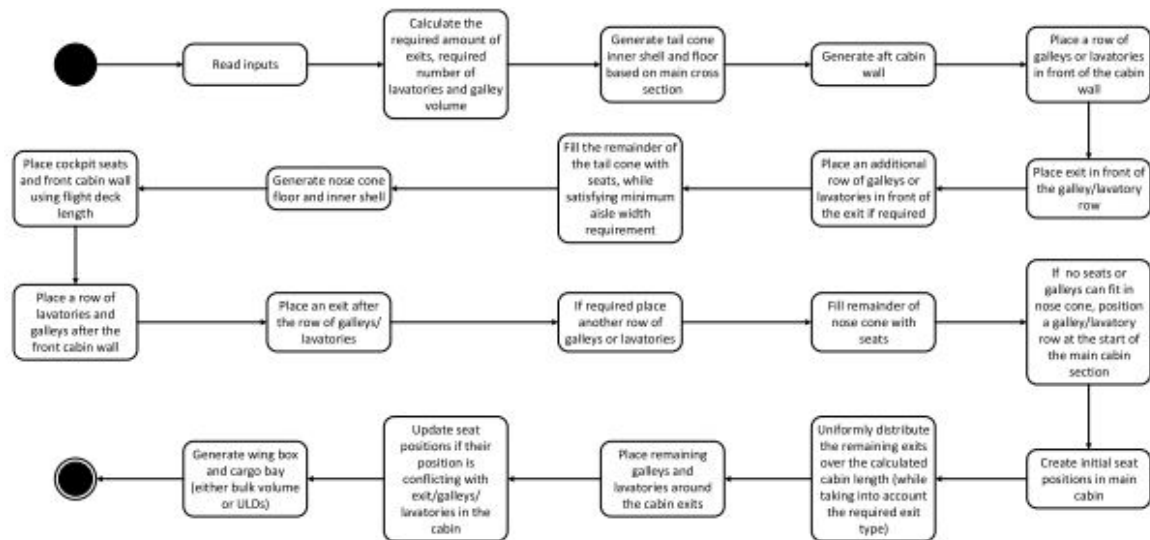 Read inputs
Calculate the
required amount of
exits, required
number of
lavatories and galley
volume
Generate tail cone
inner shell and floor
based on main cross
section
Generate aft cabin
wall
Place a row of
galleys or lavatories
in front of the cabin
wall
Place exit in front of
the galley/lavatory
row
Place an additional
row of galleys or
lavatories in front of
the exit if required
Fill the remainder of
the tail cone with
seats, while
satisfying minimum
aisle width
requirement
Generate nose cone
floor and inner shell
Place cockpit seats
and front cabin wall
using flight deck
length
Place a row of
lavatories and
galleys after the
front cabin wall
Place an exit after
the row of galleys/
lavatories
If required place
another row of
galleys or lavatories
Fill remainder of
nose cone with
seats
If no seats or
galleys can fit in
nose cone, position
a galley/lavatory
row at the start of
the main cabin
section
Create initial seat
positions in main
cabin
Uniformly distribute
the remaining exits
over the calculated
cabin length (while
taking into account
the required exit
type)
Place remaining
galleys and
lavatories around
the cabin exits
Update seat
positions if their
position is
conflicting with
exit/galleys/
lavatories in the
cabin
Generate wing box
and cargo bay
(either bulk volume
or ULDs)